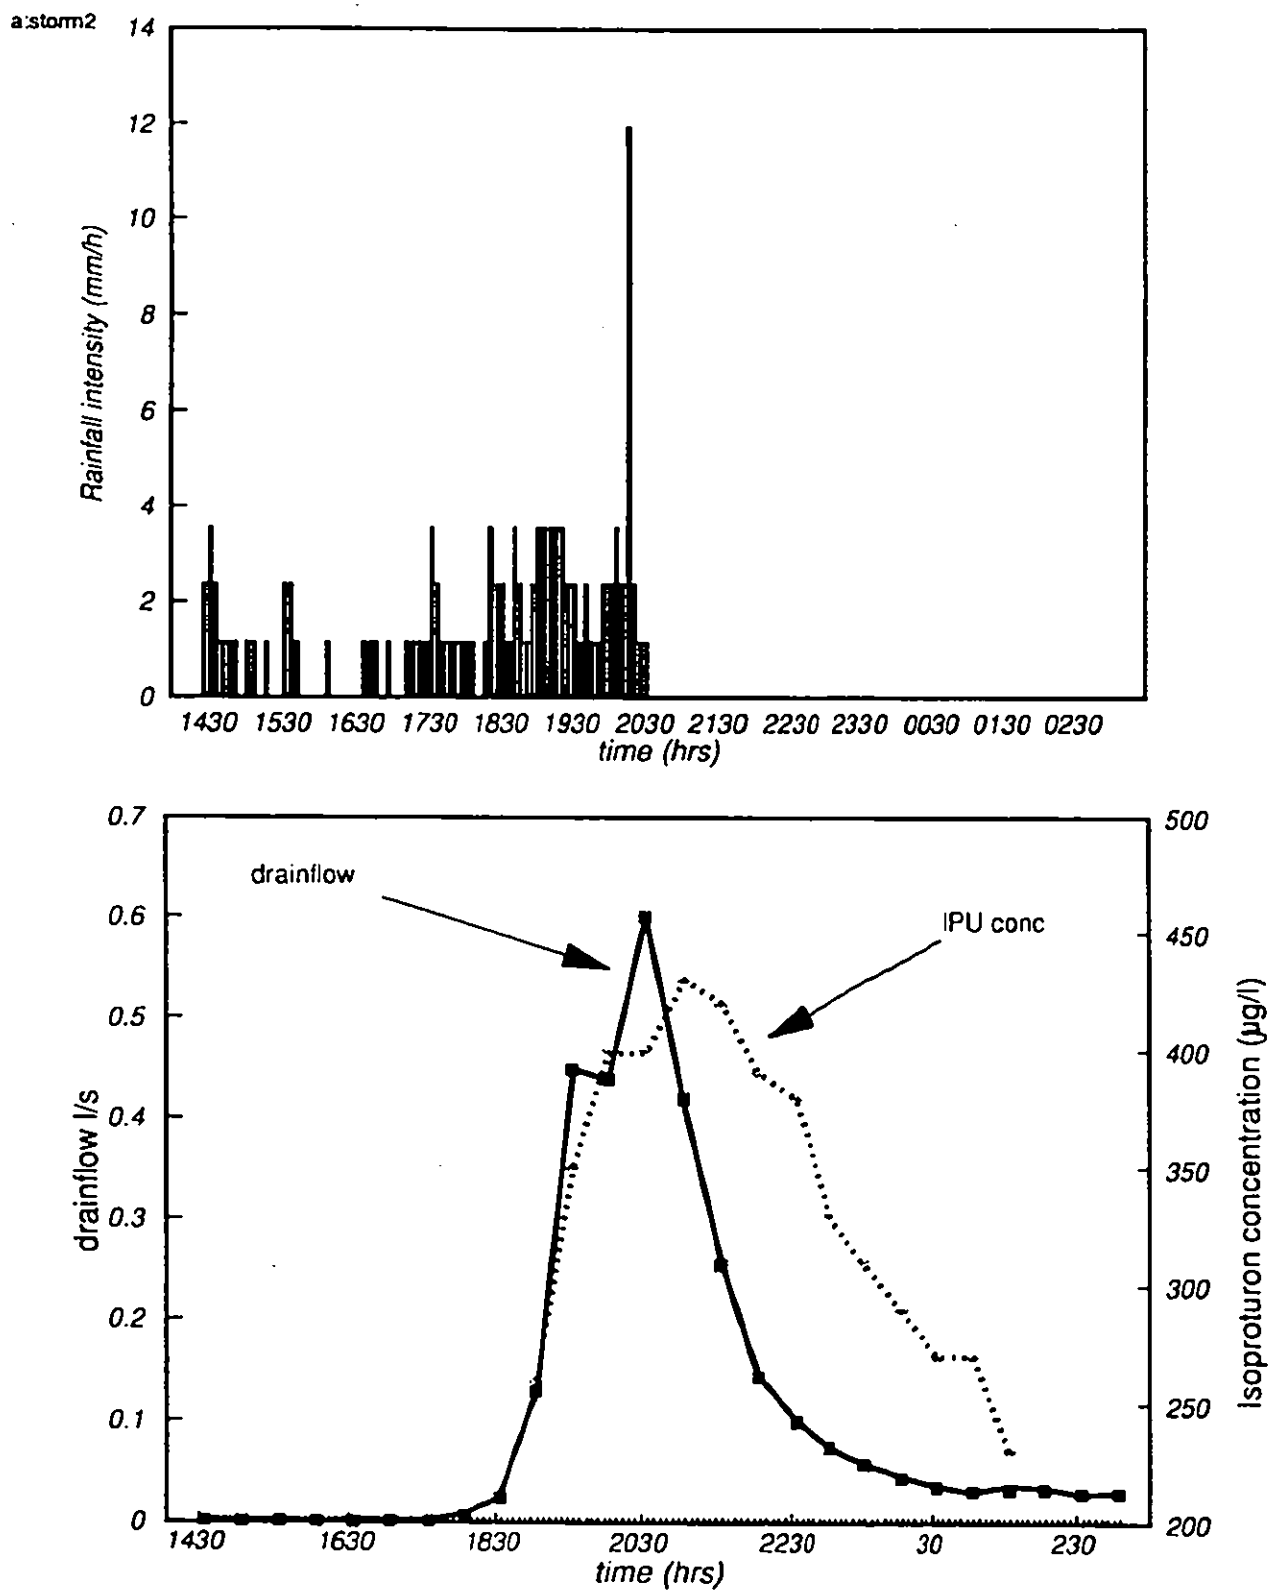 a:storm2
14
12
10
8
6
4
2
0
Rainfall intensity (mm/h)
1430 1530 1630 1730 1830 1930 2030 2130 2230 2330 0030 0130 0230
time (hrs)
0.7
0.6
0.5
0.4
0.3
0.2
0.1
0
drainflow l/s
drainflow
IPU conc
500
450
400
350
300
250
200
Isoproturon concentration (µg/l)
1430 1630 1830 2030 2230 30 230
time (hrs)